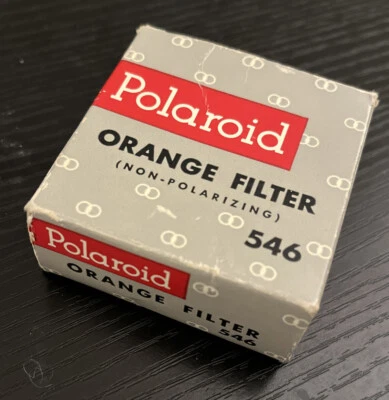 Polaroid
ORANGE FILTER
(NON-POLARIZING)
546
Polaroid
ORANGE FILTER
546